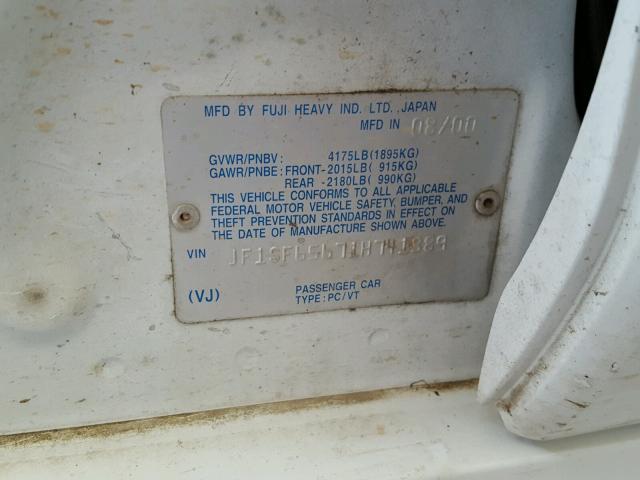 MFD BY FUJI HEAVY IND. LTD. ,JAPAN
MFD IN 08/00
GVWR/PNBV: 4175LB(1895KG)
GAWR/PNBE: FRONT-2015LB( 915KG)
REAR -2180LB( 990KG)
THIS VEHICLE CONFORMS TO ALL APPLICABLE
FEDERAL MOTOR VEHICLE SAFETY, BUMPER, AND
THEFT PREVENTION STANDARDS IN EFFECT ON
THE DATE OF MANUFACTURE SHOWN ABOVE.
VIN JF1SF65671H741889
(VJ) PASSENGER CAR
TYPE: PC/VT